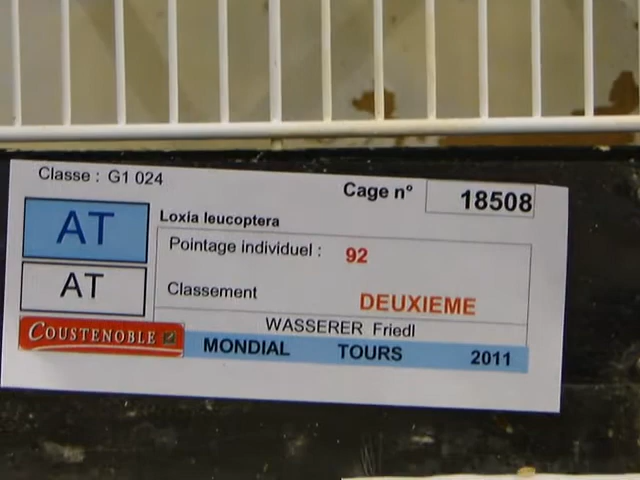 Classe : G1 024
Cage nº 18508
AT
Loxia leucoptera
Pointage individuel : 92
AT
Classement DEUXIEME
WASSERER Friedl
COUSTENOBLE
MONDIAL TOURS 2011